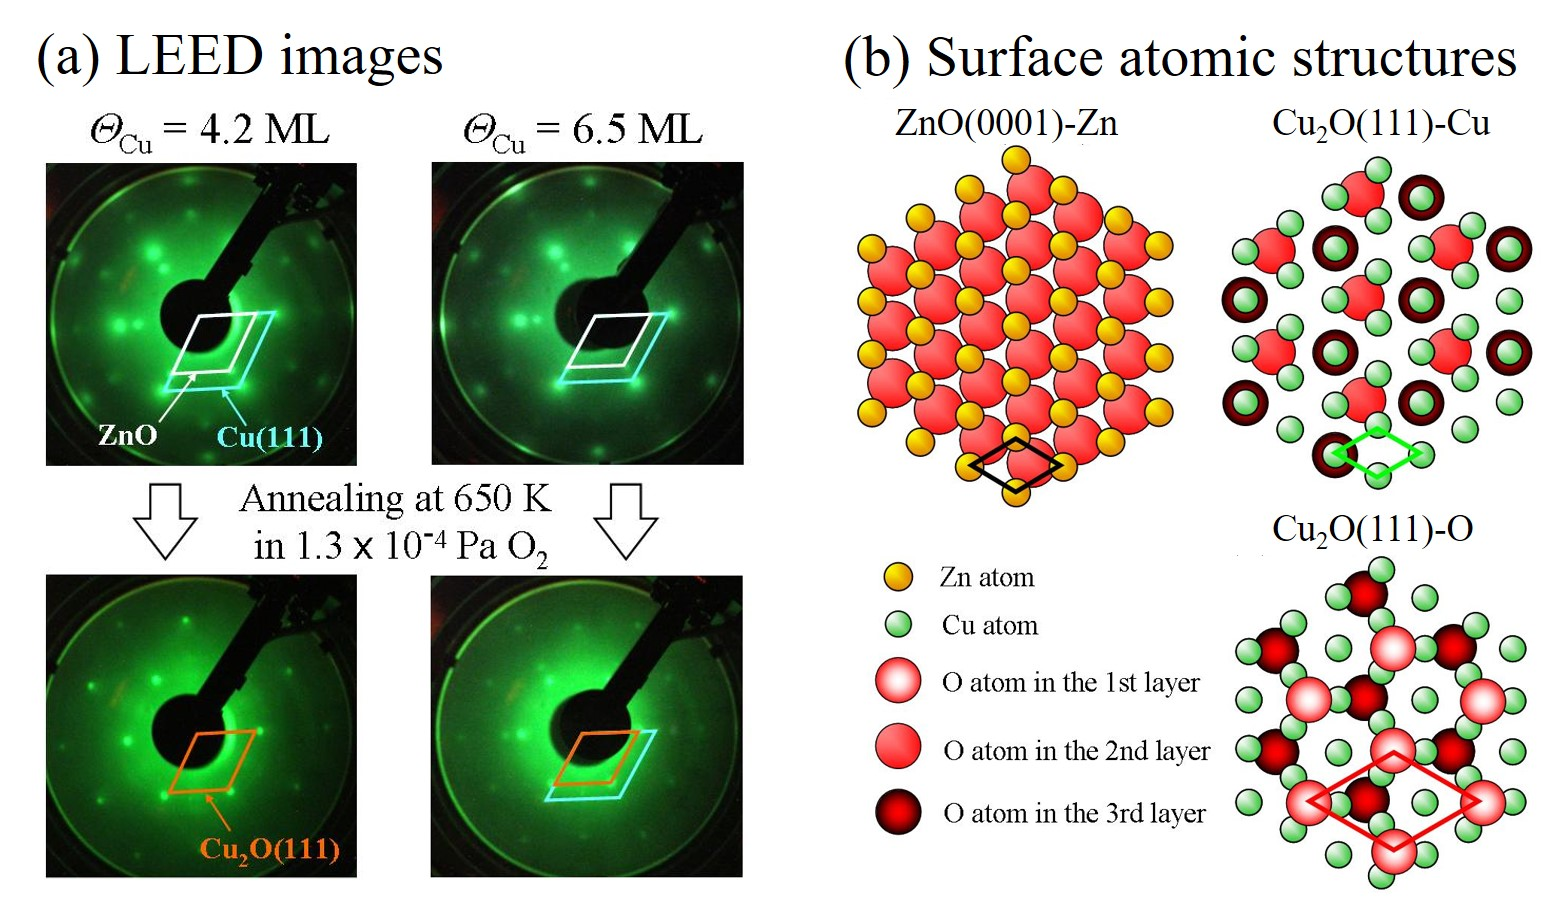 (a) LEED images
Θ_Cu = 4.2 ML
Θ_Cu = 6.5 ML
ZnO
Cu(111)
Annealing at 650 K
in 1.3 x 10⁻⁴ Pa O₂
Cu₂O(111)
(b) Surface atomic structures
ZnO(0001)-Zn
Cu₂O(111)-Cu
Cu₂O(111)-O
Zn atom
Cu atom
O atom in the 1st layer
O atom in the 2nd layer
O atom in the 3rd layer